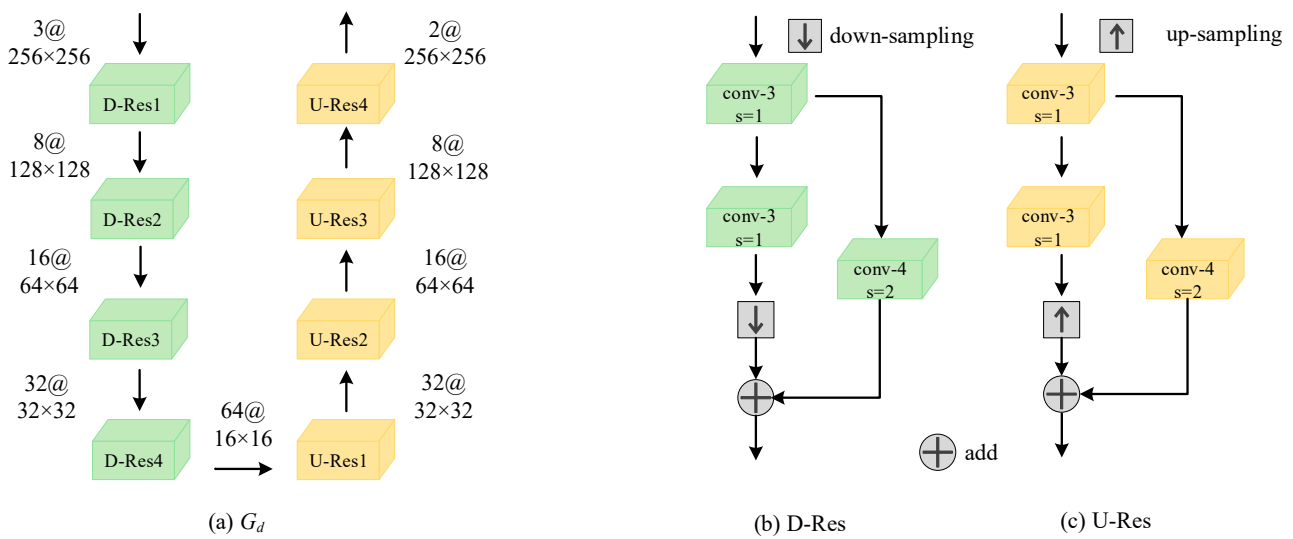 3@
256×256
D-Res1
8@
128×128
D-Res2
16@
64×64
D-Res3
32@
32×32
D-Res4
64@
16×16
2@
256×256
U-Res4
8@
128×128
U-Res3
16@
64×64
U-Res2
32@
32×32
U-Res1
(a) G_d
down-sampling
conv-3
s=1
conv-3
s=1
conv-4
s=2
(b) D-Res
up-sampling
conv-3
s=1
conv-3
s=1
conv-4
s=2
add
(c) U-Res